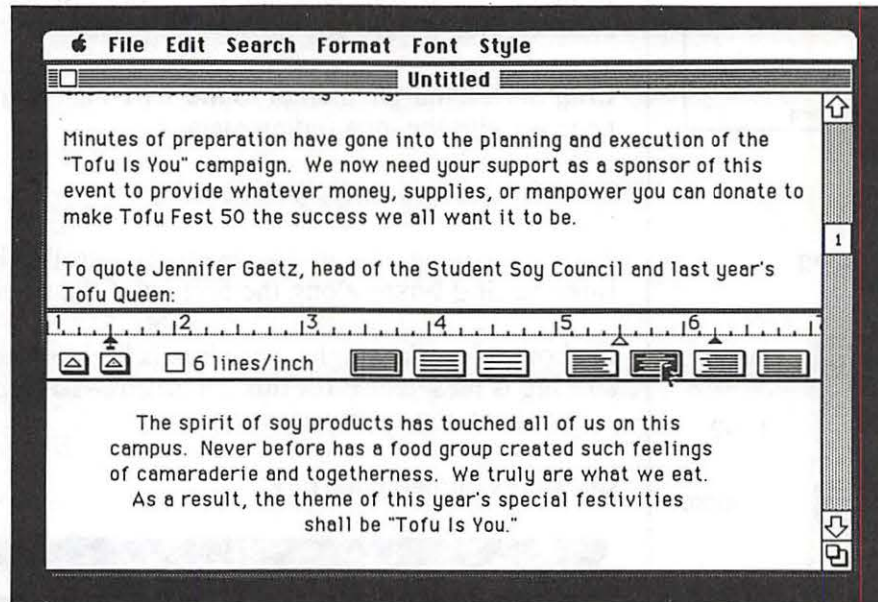 File Edit Search Format Font Style
Untitled
Minutes of preparation have gone into the planning and execution of the
"Tofu Is You" campaign. We now need your support as a sponsor of this
event to provide whatever money, supplies, or manpower you can donate to
make Tofu Fest 50 the success we all want it to be.
To quote Jennifer Gaetz, head of the Student Soy Council and last year's
Tofu Queen:
1 2 3 4 5 6 7
6 lines/inch
The spirit of soy products has touched all of us on this
campus. Never before has a food group created such feelings
of camaraderie and togetherness. We truly are what we eat.
As a result, the theme of this year's special festivities
shall be "Tofu Is You."
1